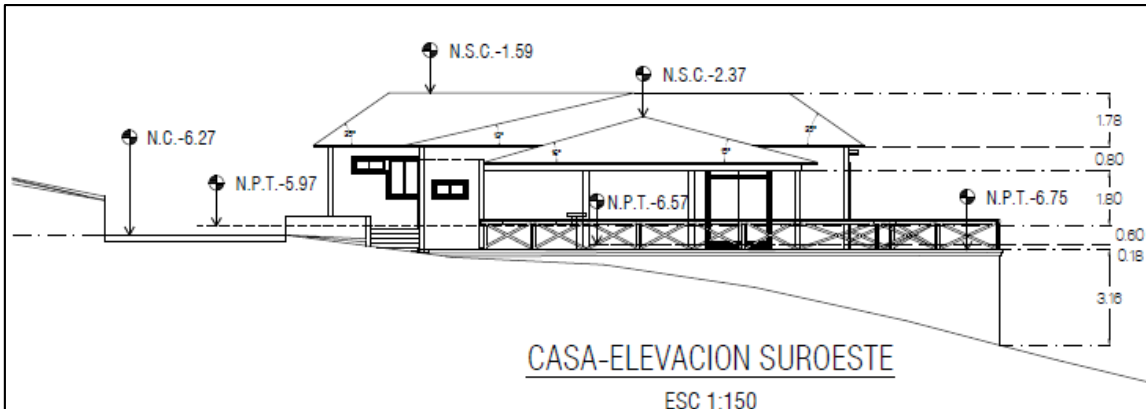 N.S.C.-1.59
N.S.C.-2.37
N.C.-6.27
N.P.T.-5.97
N.P.T.-6.57
N.P.T.-6.75
1.78
0.80
1.80
0.60
0.18
3.16
CASA-ELEVACION SUROESTE
ESC 1:150